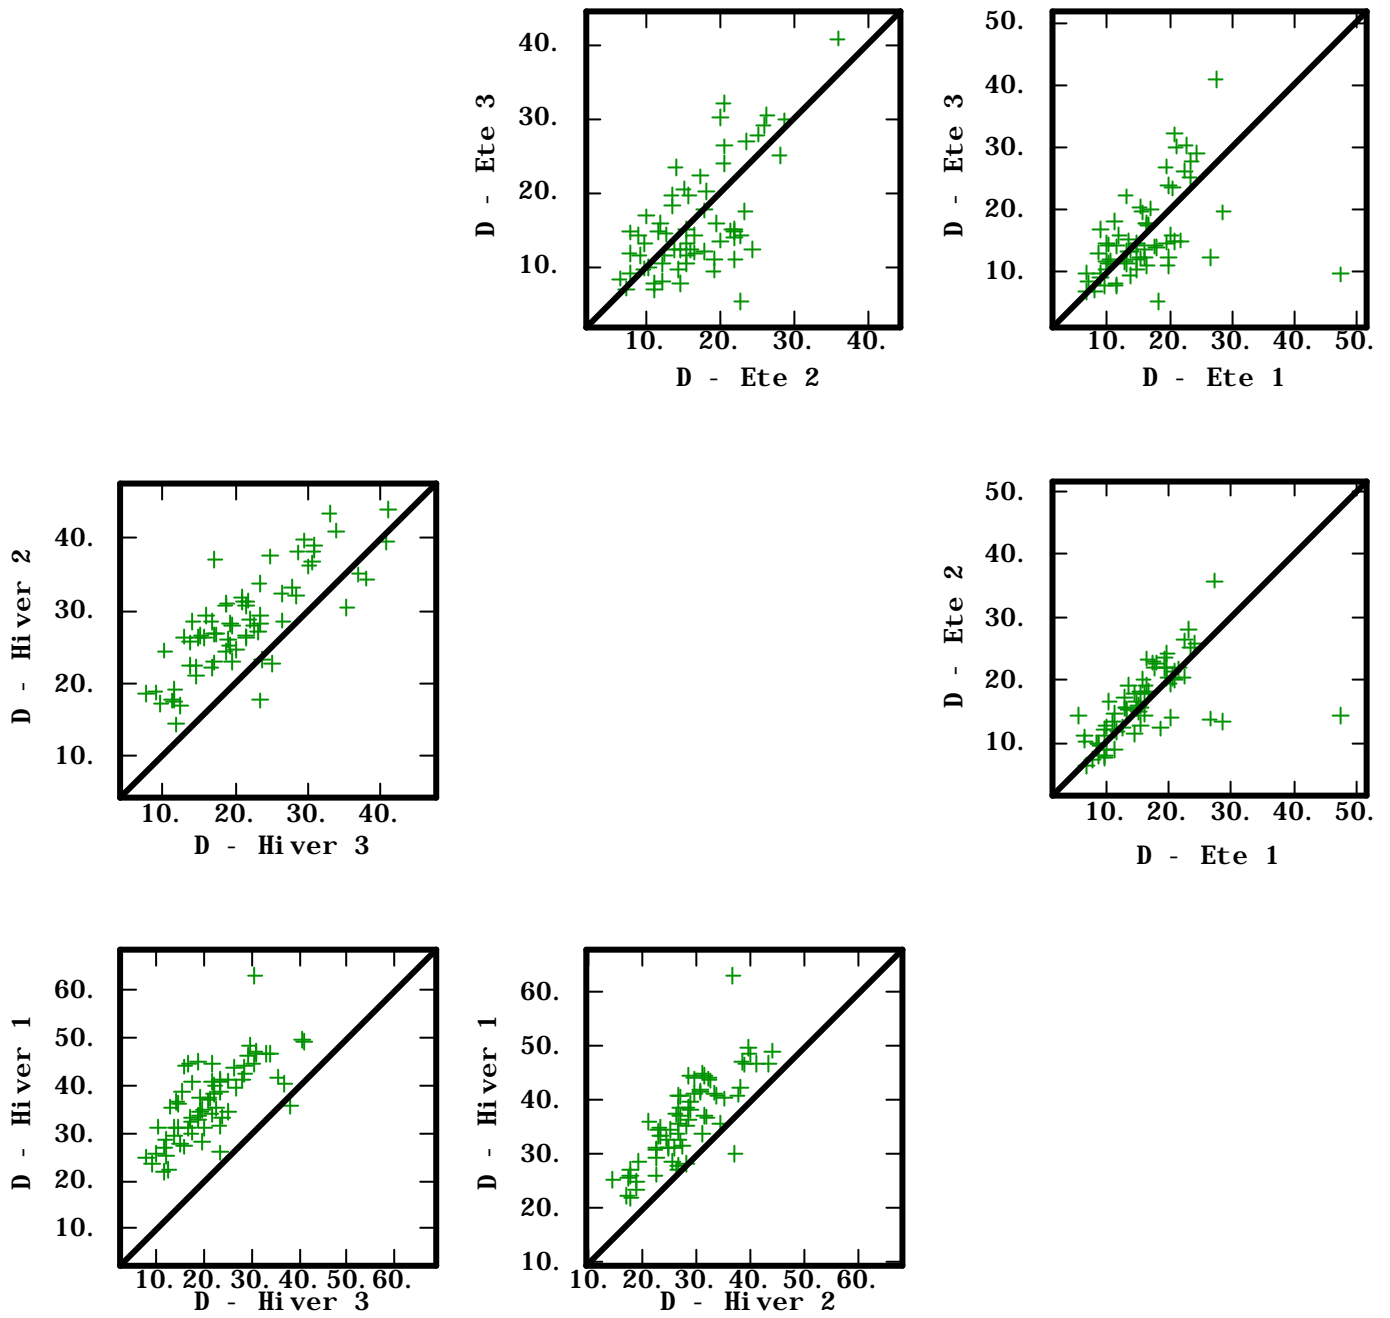 40.
30.
20.
10.
D - Ete 3
10. 20. 30. 40.
D - Ete 2
50.
40.
30.
20.
10.
D - Ete 3
10. 20. 30. 40. 50.
D - Ete 1
40.
30.
20.
10.
D - Hiver 2
10. 20. 30. 40.
D - Hiver 3
50.
40.
30.
20.
10.
D - Ete 2
10. 20. 30. 40. 50.
D - Ete 1
60.
50.
40.
30.
20.
10.
D - Hiver 1
10. 20. 30. 40. 50. 60.
D - Hiver 3
60.
50.
40.
30.
20.
10.
D - Hiver 1
10. 20. 30. 40. 50. 60.
D - Hiver 2